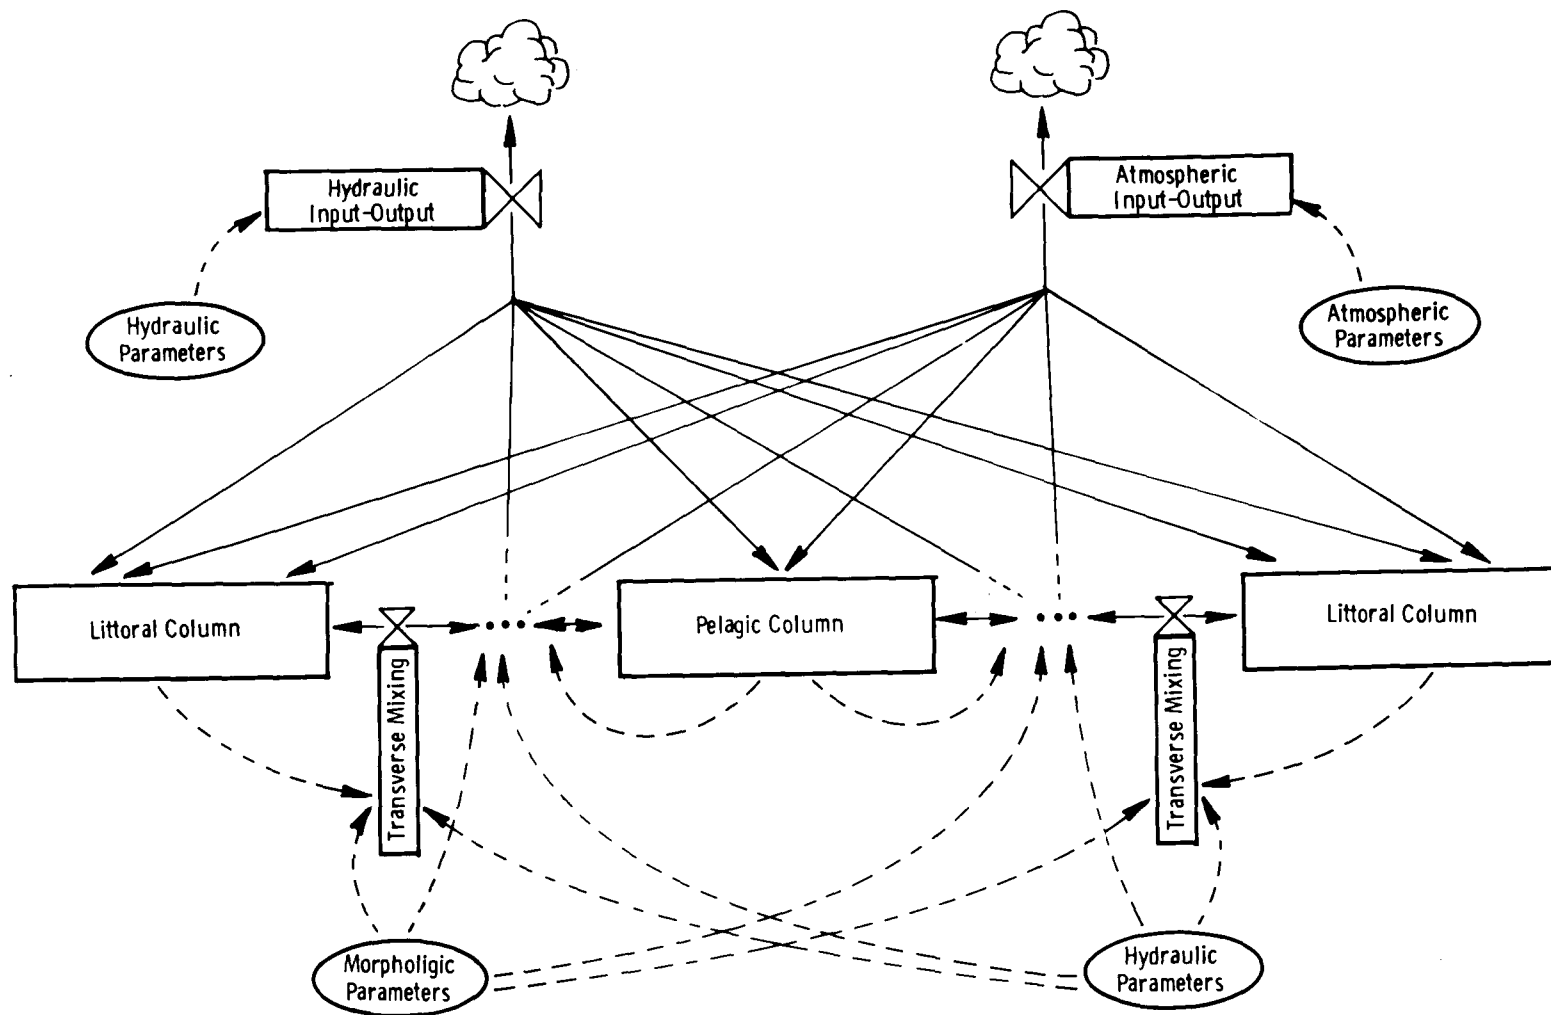 Hydraulic
Input-Output
Atmospheric
Input-Output
Hydraulic
Parameters
Atmospheric
Parameters
Littoral Column
Pelagic Column
Littoral Column
Transverse Mixing
Transverse Mixing
Morpholigic
Parameters
Hydraulic
Parameters